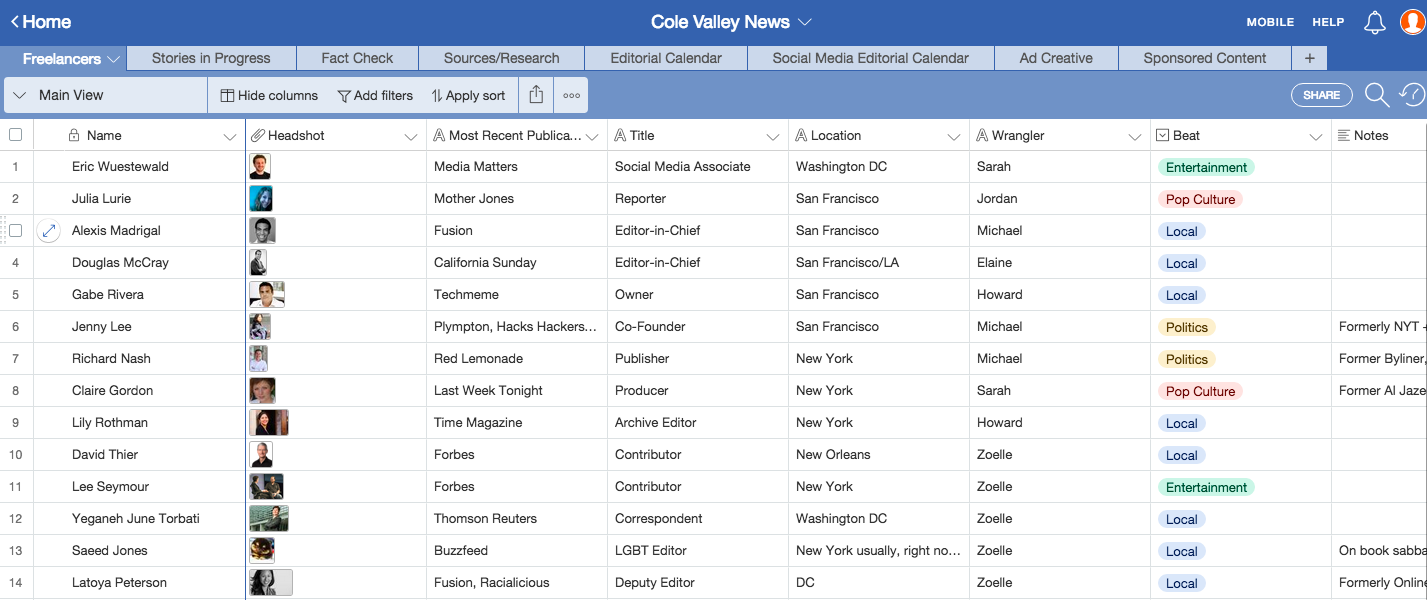 Home Cole Valley News MOBILE HELP
Freelancers Stories in Progress Fact Check Sources/Research Editorial Calendar Social Media Editorial Calendar Ad Creative Sponsored Content +
Main View Hide columns Add filters Apply sort SHARE
Name Headshot Most Recent Publica... Title Location Wrangler Beat Notes
1 Eric Wuestewald Media Matters Social Media Associate Washington DC Sarah Entertainment
2 Julia Lurie Mother Jones Reporter San Francisco Jordan Pop Culture
Alexis Madrigal Fusion Editor-in-Chief San Francisco Michael Local
4 Douglas McCray California Sunday Editor-in-Chief San Francisco/LA Elaine Local
5 Gabe Rivera Techmeme Owner San Francisco Howard Local
6 Jenny Lee Plympton, Hacks Hackers... Co-Founder San Francisco Michael Politics Formerly NYT +
7 Richard Nash Red Lemonade Publisher New York Michael Politics Former Byliner,
8 Claire Gordon Last Week Tonight Producer New York Sarah Pop Culture Former Al Jaze
9 Lily Rothman Time Magazine Archive Editor New York Howard Local
10 David Thier Forbes Contributor New Orleans Zoelle Local
11 Lee Seymour Forbes Contributor New York Zoelle Entertainment
12 Yeganeh June Torbati Thomson Reuters Correspondent Washington DC Zoelle Local
13 Saeed Jones Buzzfeed LGBT Editor New York usually, right no... Zoelle Local On book sabba
14 Latoya Peterson Fusion, Racialicious Deputy Editor DC Zoelle Local Formerly Online